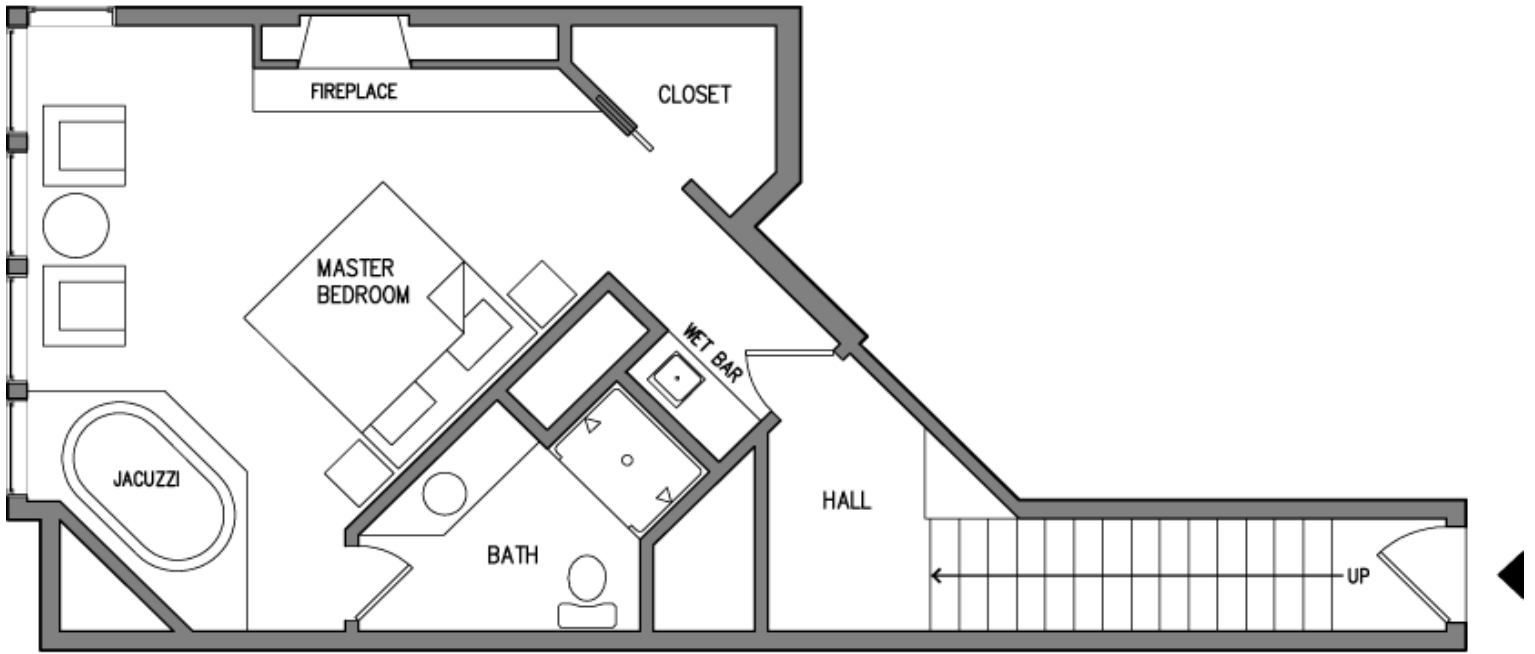 FIREPLACE
CLOSET
MASTER
BEDROOM
WET BAR
JACUZZI
HALL
BATH
UP